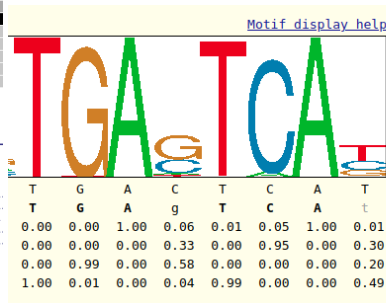 Motif display help
TGAGTCAT
T G A C T C A T
T G A g T C A t
0.00 0.00 1.00 0.06 0.01 0.05 1.00 0.01
0.00 0.00 0.00 0.33 0.00 0.95 0.00 0.30
0.00 0.99 0.00 0.58 0.00 0.00 0.00 0.20
1.00 0.01 0.00 0.04 0.99 0.00 0.00 0.49